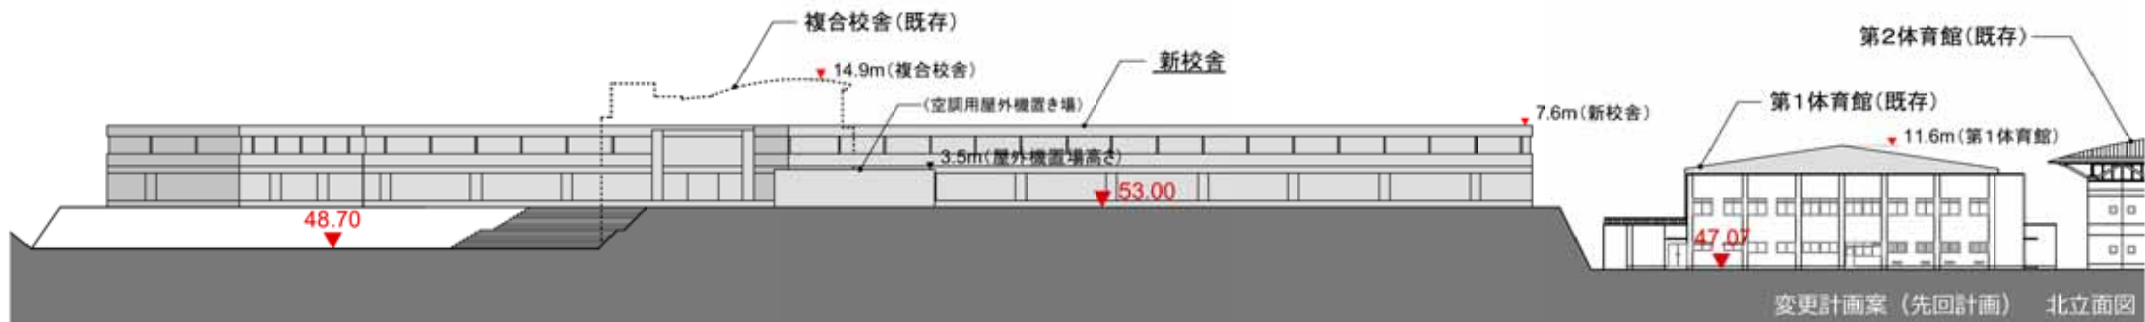 複合校舎(既存)
14.9m(複合校舎)
新校舎
(空調用屋外機置き場)
7.6m(新校舎)
3.5m(屋外機置場高さ)
第2体育館(既存)
第1体育館(既存)
11.6m(第1体育館)
53.00
48.70
47.07
変更計画案(先回計画) 北立面図